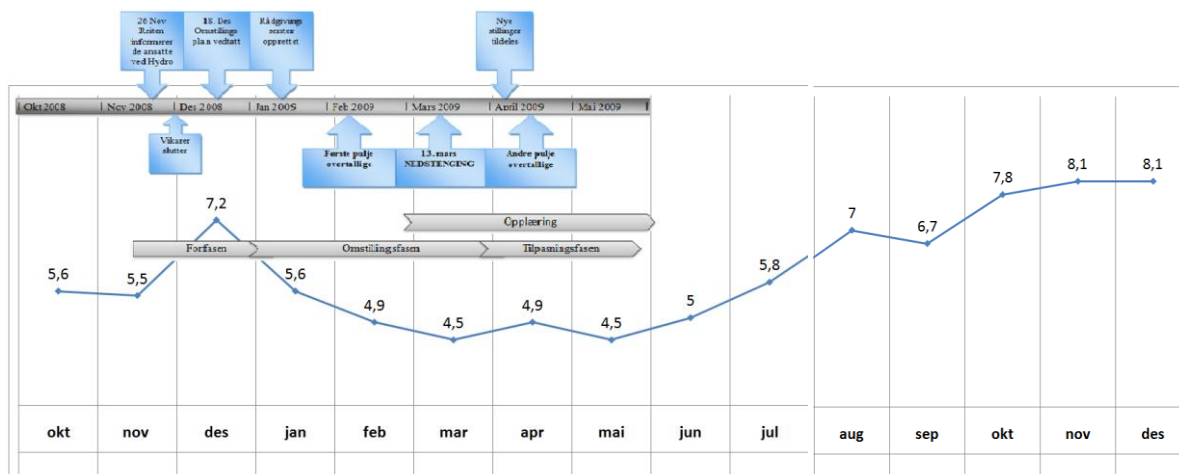 26 Nov
Reiten
informerer
de ansatte
ved Hydro
18. Des
Omstillings
plan vedtatt
Rådgivnings
senter
opprettet
Nye
stillinger
tildeles
Okt 2008
Nov 2008
Des 2008
Jan 2009
Feb 2009
Mars 2009
April 2009
Mai 2009
Vikarer
slutter
Første pulje
overtallige
13. mars
NEDSTENGING
Andre pulje
overtallige
Opplæring
Forfasen
Omstillingsfasen
Tilpasningsfasen
5,6
5,5
7,2
5,6
4,9
4,5
4,9
4,5
5
5,8
7
6,7
7,8
8,1
8,1
okt
nov
des
jan
feb
mar
apr
mai
jun
jul
aug
sep
okt
nov
des